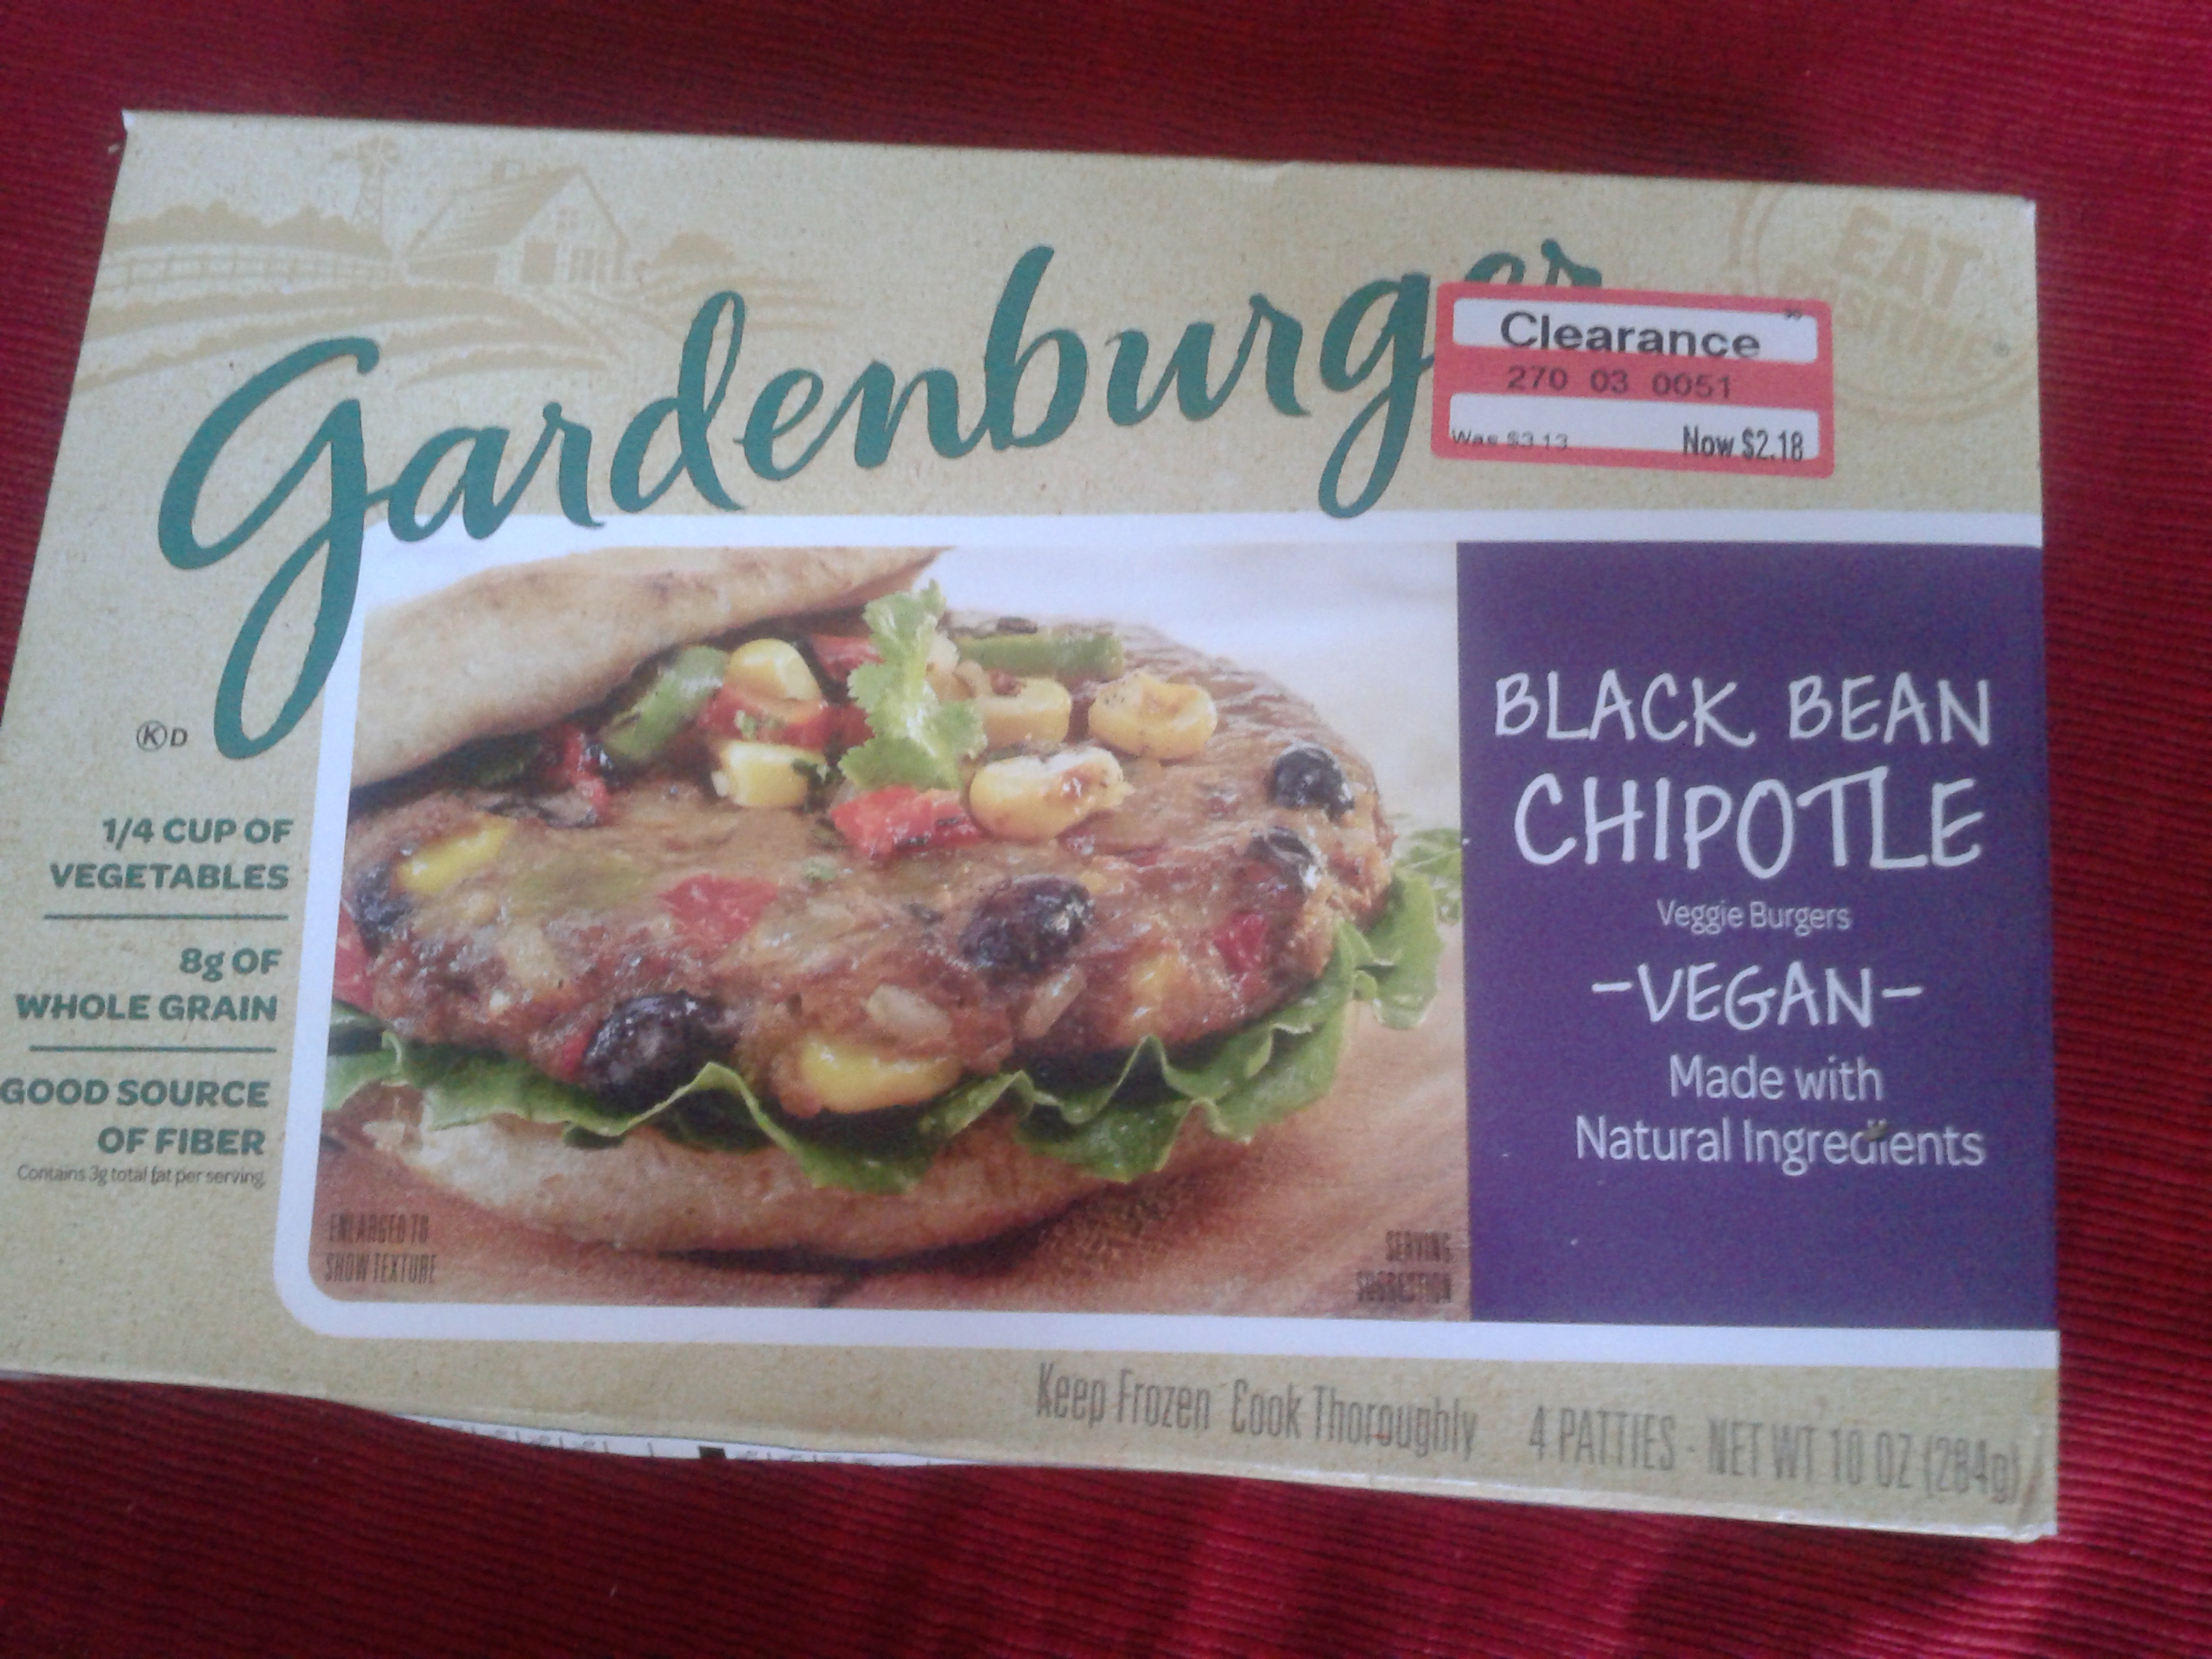 EAT
POSITIVE
Gardenburger
Clearance
270 03 0051
Was $3.13 Now $2.18
KD
1/4 CUP OF
VEGETABLES
8g OF
WHOLE GRAIN
GOOD SOURCE
OF FIBER
Contains 3g total fat per serving.
BLACK BEAN
CHIPOTLE
Veggie Burgers
-VEGAN-
Made with
Natural Ingredients
ENLARGED TO
SHOW TEXTURE
SERVING
SUGGESTION
Keep Frozen Cook Thoroughly 4 PATTIES - NET WT 10 OZ (284g)